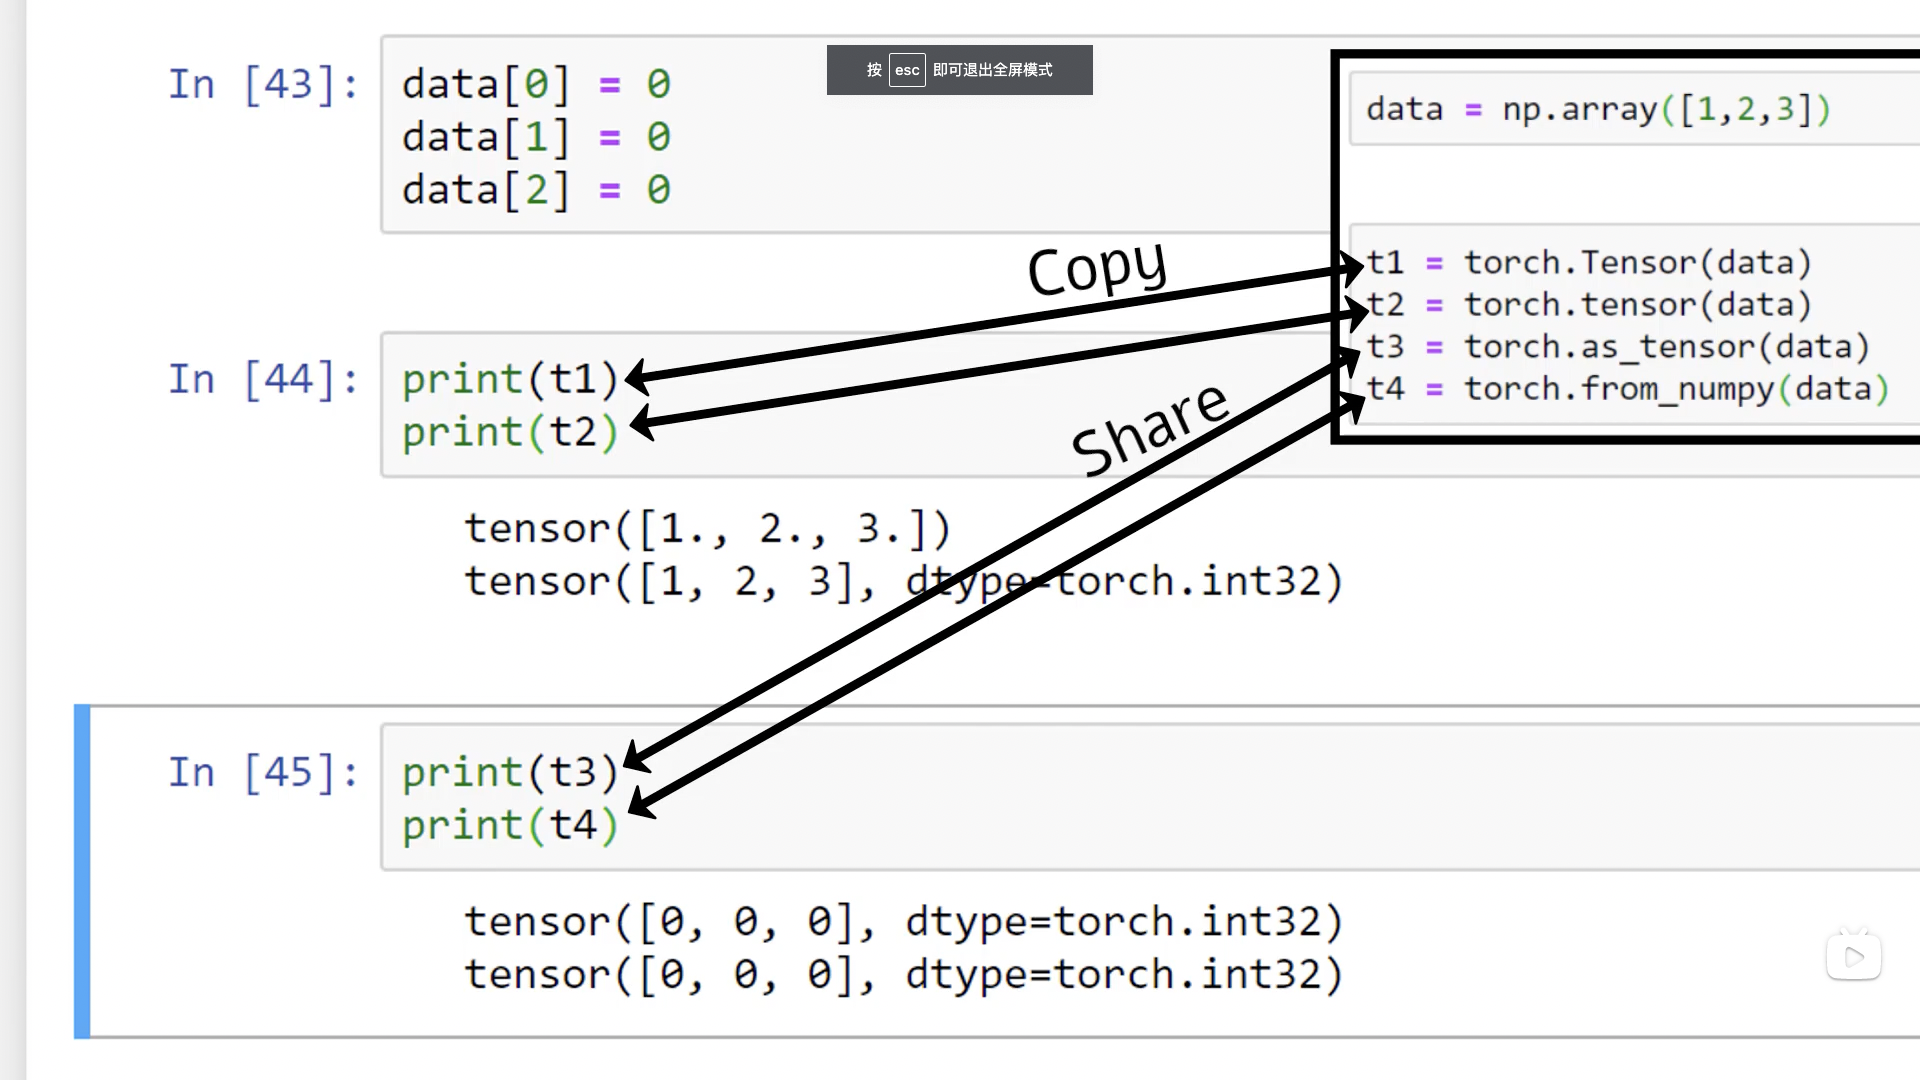 In [43]:
data[0] = 0
data[1] = 0
data[2] = 0
按 esc 即可退出全屏模式
data = np.array([1,2,3])
t1 = torch.Tensor(data)
t2 = torch.tensor(data)
t3 = torch.as_tensor(data)
t4 = torch.from_numpy(data)
Copy
Share
In [44]:
print(t1)
print(t2)
tensor([1., 2., 3.])
tensor([1, 2, 3], dtype=torch.int32)
In [45]:
print(t3)
print(t4)
tensor([0, 0, 0], dtype=torch.int32)
tensor([0, 0, 0], dtype=torch.int32)